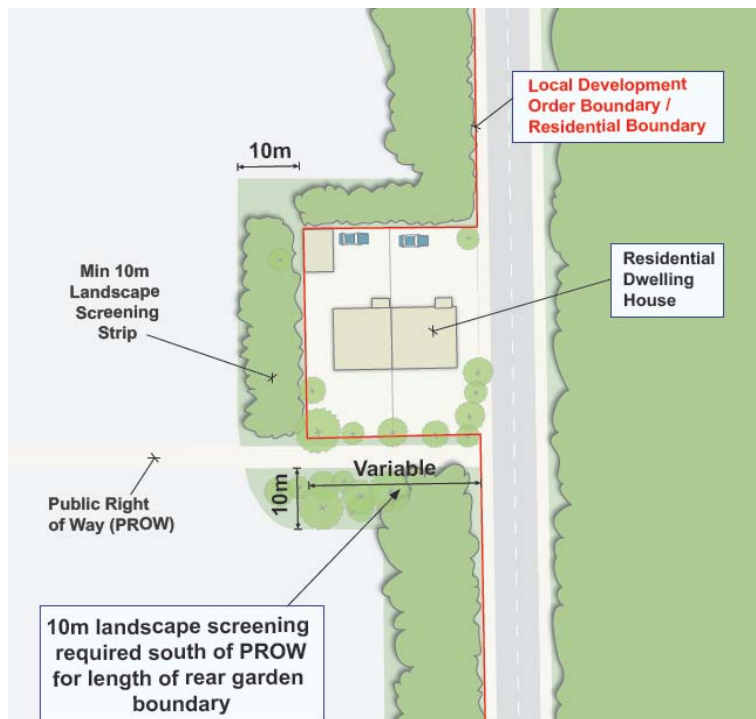 Local Development
Order Boundary /
Residential Boundary
10m
Residential
Dwelling
House
Min 10m
Landscape
Screening
Strip
Variable
10m
Public Right
of Way (PROW)
10m landscape screening
required south of PROW
for length of rear garden
boundary